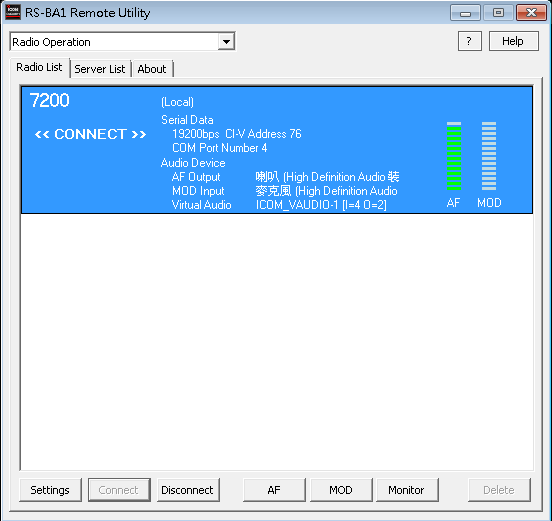 ICOM
RS-BA1 Remote Utility
Radio Operation
?
Help
Radio List
Server List
About
7200
(Local)
<< CONNECT >>
Serial Data
19200bps CI-V Address 76
COM Port Number 4
Audio Device
AF Output 喇叭 (High Definition Audio 裝
MOD Input 麥克風 (High Definition Audio
Virtual Audio ICOM_VAUDIO-1 [I=4 O=2]
AF MOD
Settings
Connect
Disconnect
AF
MOD
Monitor
Delete